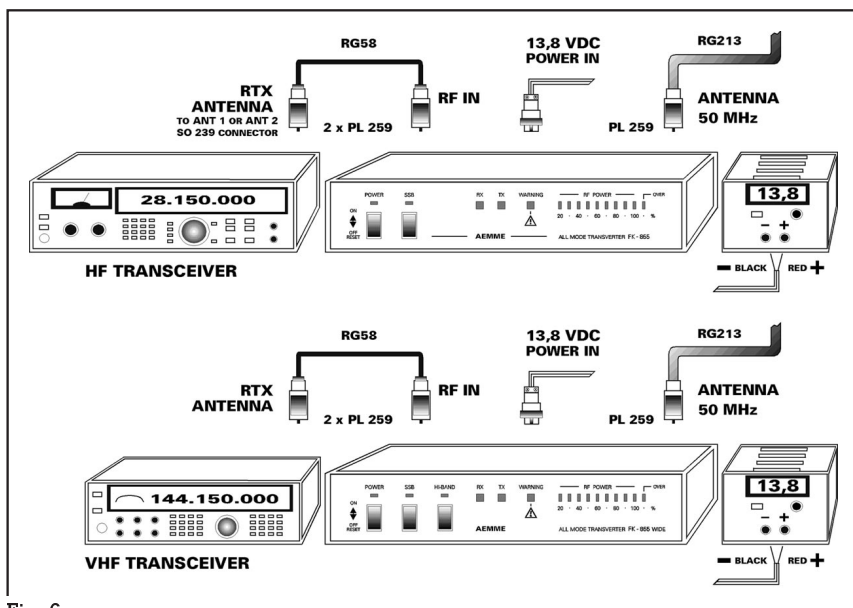 RG58
13,8 VDC
POWER IN
RG213
RTX
ANTENNA
TO ANT 1 OR ANT 2
SO 239 CONNECTOR
2 x PL 259
RF IN
PL 259
ANTENNA
50 MHz
28.150.000
HF TRANSCEIVER
POWER SSB RX TX WARNING RF POWER OVER
ON
OFF
RESET
20 · 40 · 60 · 80 · 100 · %
AEMME
ALL MODE TRANSVERTER FK - 855
13,8
− +
− BLACK RED +
RG58
13,8 VDC
POWER IN
RG213
RTX
ANTENNA
2 x PL 259
RF IN
PL 259
ANTENNA
50 MHz
144.150.000
VHF TRANSCEIVER
POWER SSB HI-BAND RX TX WARNING RF POWER OVER
ON
OFF
RESET
20 · 40 · 60 · 80 · 100 · %
AEMME
ALL MODE TRANSVERTER FK - 855 WIDE
13,8
− +
− BLACK RED +